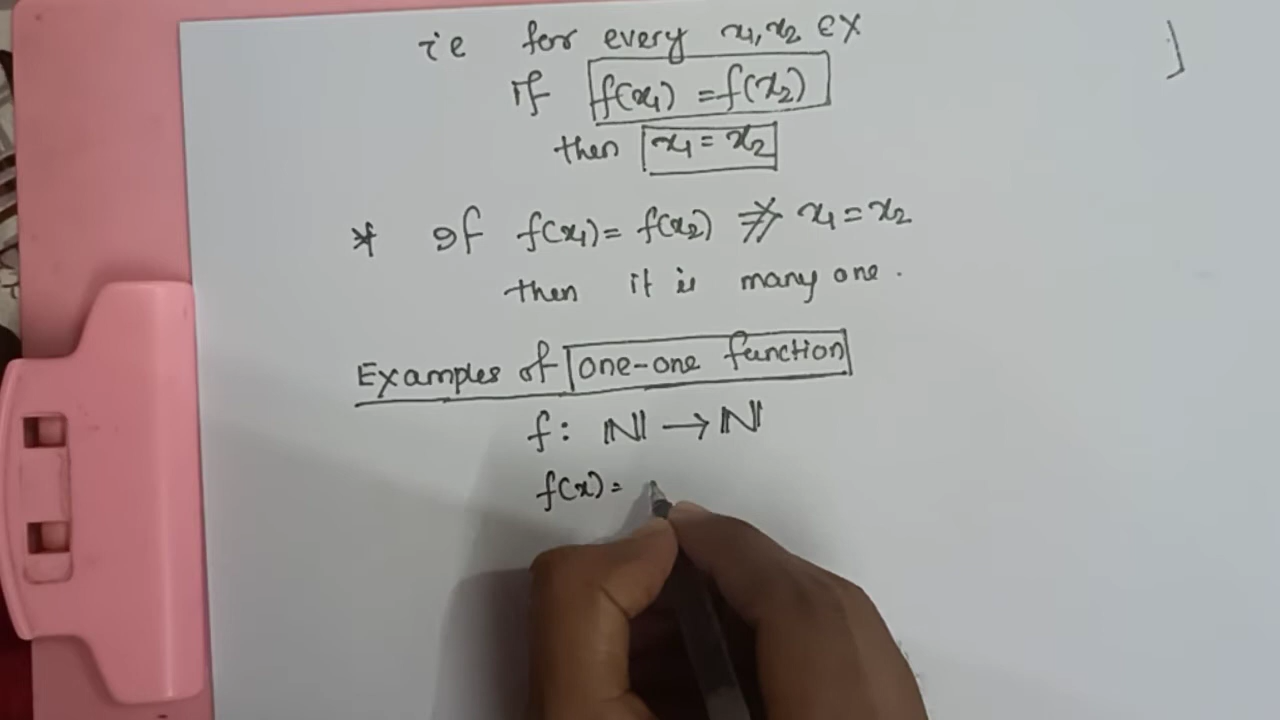 ie for every x₁, x₂ ∈ X
if f(x₁) = f(x₂)
then x₁ = x₂
* If f(x₁) = f(x₂) ⇏ x₁ = x₂
then it is many one.
Examples of one-one function
f: ℕ → ℕ
f(x) =